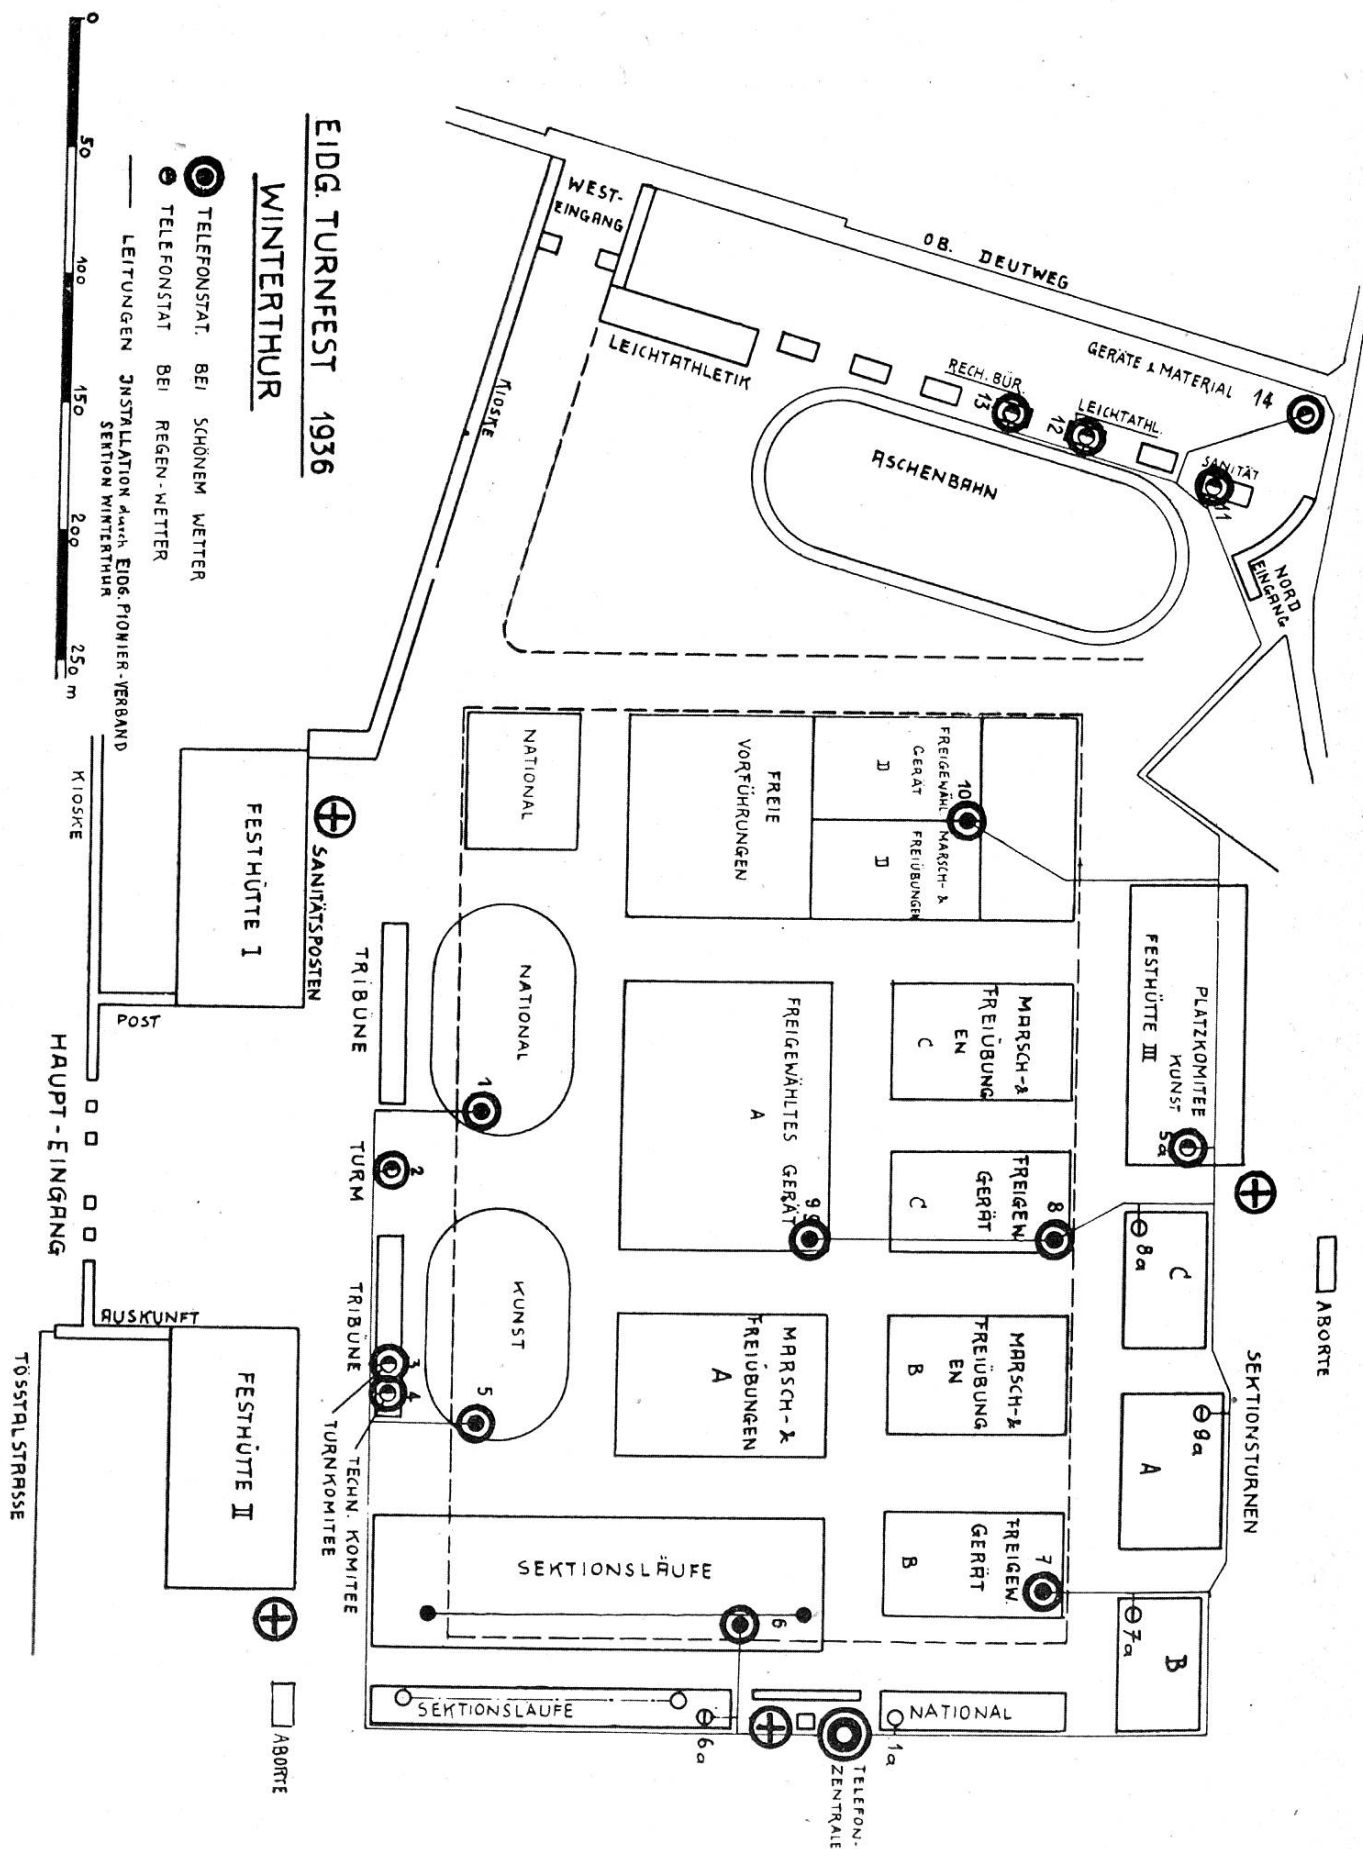 EIDG. TURNFEST 1936
WINTERTHUR
TELEFONSTAT. BEI SCHÖNEM WETTER
TELEFONSTAT BEI REGEN-WETTER
LEITUNGEN INSTALLATION durch EIDG. PIONIER-VERBAND
SEKTION WINTERTHUR
0 50 100 150 200 250 m
OB. DEUTWEG
WEST-
EINGANG
KIOSKE
LEICHTATHLETIK
RECH. BÜR.
13
LEICHTATHL.
12
GERÄTE & MATERIAL 14
SANITÄT
11
NORD
EINGANG
ASCHENBAHN
NATIONAL
FREIE
VORFÜHRUNGEN
FREIGEWÄHL
GERÄT
D
10
MARSCH- &
FREIÜBUNGEN
D
PLATZKOMITEE
KUNST
5a
FESTHÜTTE III
FESTHÜTTE I
SANITÄTSPOSTEN
KIOSKE
POST
HAUPT-EINGANG
TRIBÜNE
NATIONAL
1
TURM
2
FREIGEWÄHLTES GERÄT
A
9
MARSCH- &
FREIÜBUNG
EN
C
FREIGEW.
GERÄT
C
8
8a
C
ABORTE
TRIBÜNE
3
4
KUNST
5
TURNKOMITEE
TECHN. KOMITEE
MARSCH- &
FREIÜBUNGEN
A
MARSCH- &
FREIÜBUNG
EN
B
9a
A
SEKTIONSTURNEN
AUSKUNFT
FESTHÜTTE II
TÖSSTALSTRASSE
SEKTIONSLÄUFE
6
FREIGEW.
GERÄT
B
7
7a
B
SEKTIONSLÄUFE
6a
NATIONAL
1a
TELEFON-
ZENTRALE
ABORTE